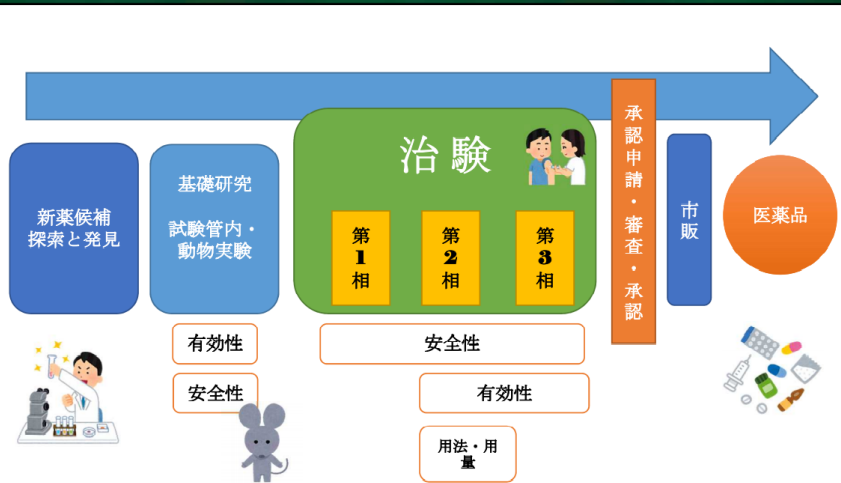 新薬候補
探索と発見
基礎研究
試験管内・
動物実験
治験
第1相
第2相
第3相
承認申請・審査・承認
市販
医薬品
有効性
安全性
安全性
有効性
用法・用
量